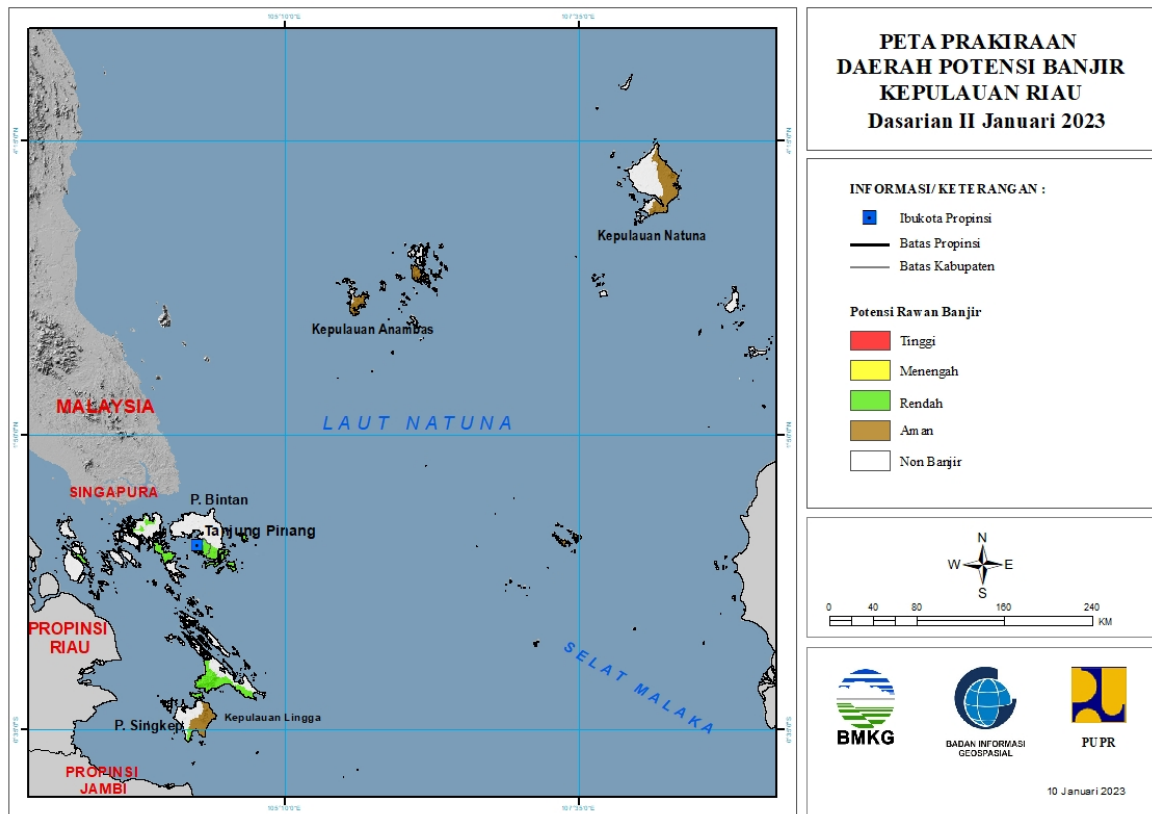 PETA PRAKIRAAN
DAERAH POTENSI BANJIR
KEPULAUAN RIAU
Dasarian II Januari 2023
INFORMASI/ KETERANGAN :
Ibukota Propinsi
Batas Propinsi
Batas Kabupaten
Potensi Rawan Banjir
Tinggi
Menengah
Rendah
Aman
Non Banjir
N
W E
S
0 40 80 160 240
KM
BMKG
BADAN INFORMASI
GEOSPASIAL
PUPR
10 Januari 2023
Kepulauan Natuna
Kepulauan Anambas
MALAYSIA
LAUT NATUNA
SINGAPURA
P. Bintan
Tanjung Pinang
PROPINSI
RIAU
SELAT MALAKA
P. Singkep
Kepulauan Lingga
PROPINSI
JAMBI